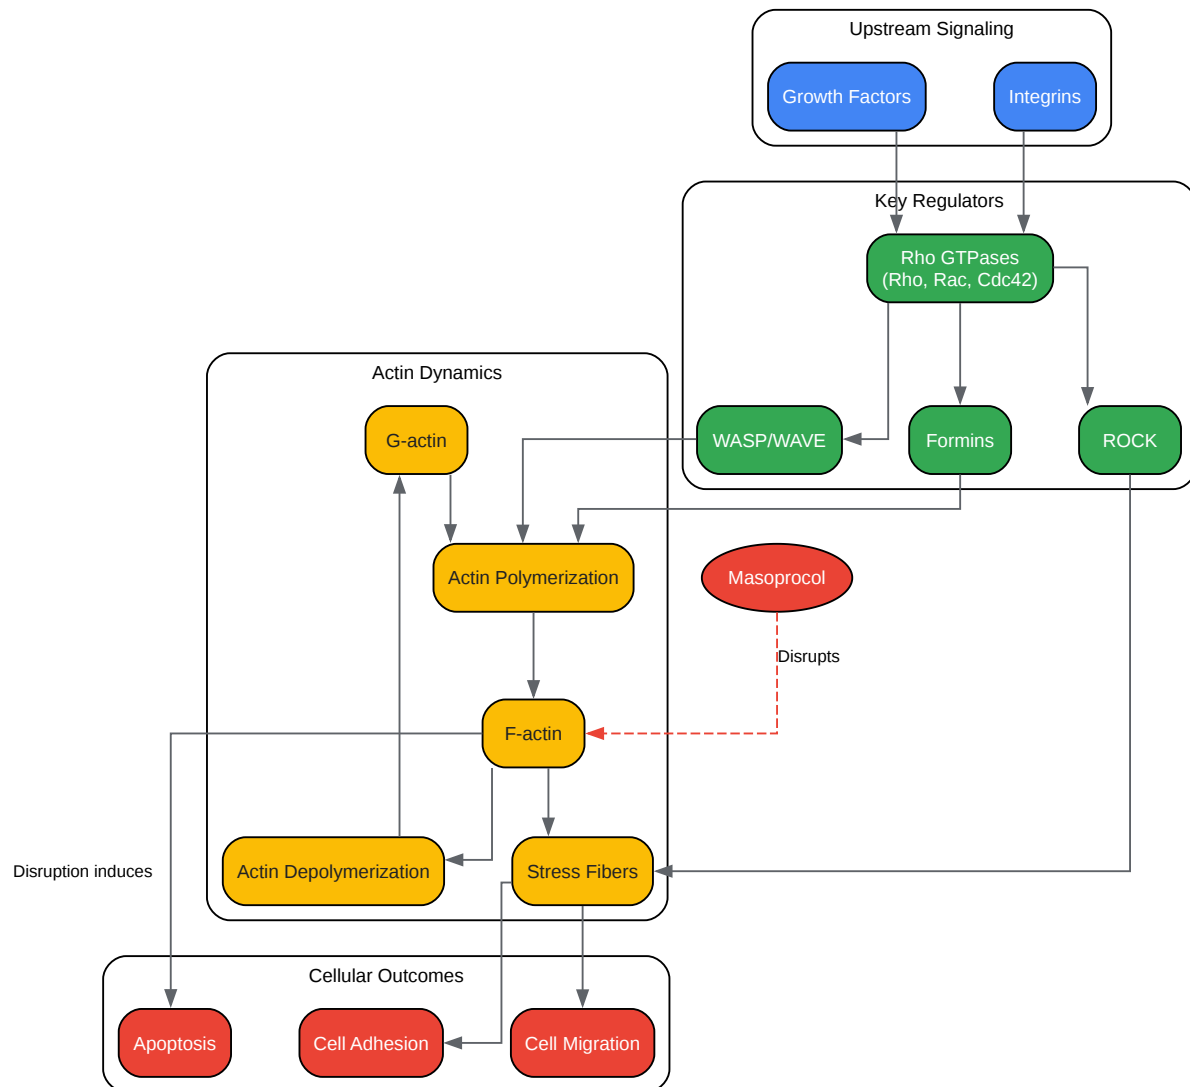 Upstream Signaling
Growth Factors
Integrins
Key Regulators
Rho GTPases
(Rho, Rac, Cdc42)
Actin Dynamics
G-actin
WASP/WAVE
Formins
ROCK
Actin Polymerization
Masoprocol
Disrupts
F-actin
Actin Depolymerization
Stress Fibers
Disruption induces
Cellular Outcomes
Apoptosis
Cell Adhesion
Cell Migration